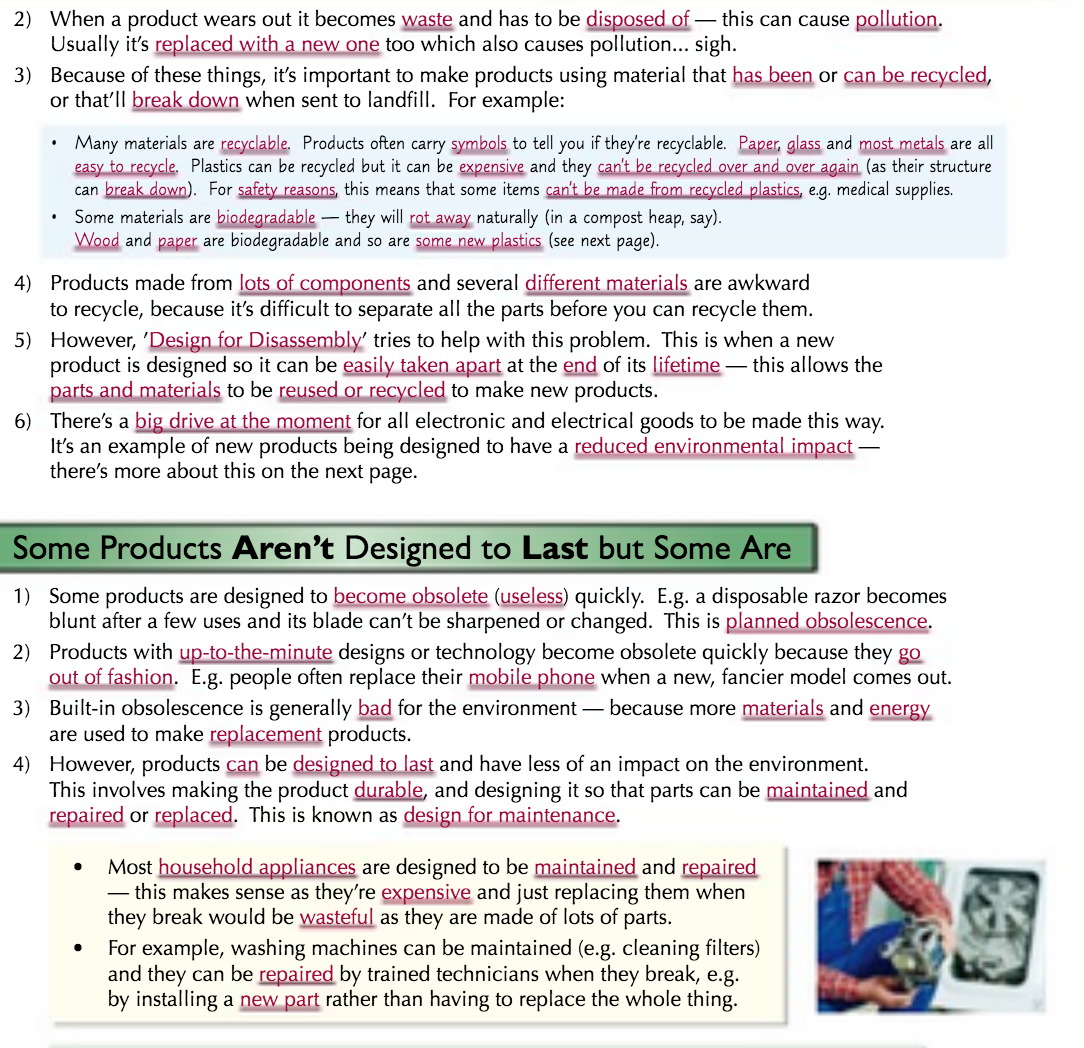 2) When a product wears out it becomes waste and has to be disposed of — this can cause pollution.
Usually it's replaced with a new one too which also causes pollution... sigh.
3) Because of these things, it's important to make products using material that has been or can be recycled,
or that'll break down when sent to landfill. For example:
• Many materials are recyclable. Products often carry symbols to tell you if they're recyclable. Paper, glass and most metals are all
easy to recycle. Plastics can be recycled but it can be expensive and they can't be recycled over and over again (as their structure
can break down). For safety reasons, this means that some items can't be made from recycled plastics, e.g. medical supplies.
• Some materials are biodegradable — they will rot away naturally (in a compost heap, say).
Wood and paper are biodegradable and so are some new plastics (see next page).
4) Products made from lots of components and several different materials are awkward
to recycle, because it's difficult to separate all the parts before you can recycle them.
5) However, 'Design for Disassembly' tries to help with this problem. This is when a new
product is designed so it can be easily taken apart at the end of its lifetime — this allows the
parts and materials to be reused or recycled to make new products.
6) There's a big drive at the moment for all electronic and electrical goods to be made this way.
It's an example of new products being designed to have a reduced environmental impact —
there's more about this on the next page.
Some Products Aren't Designed to Last but Some Are
1) Some products are designed to become obsolete (useless) quickly. E.g. a disposable razor becomes
blunt after a few uses and its blade can't be sharpened or changed. This is planned obsolescence.
2) Products with up-to-the-minute designs or technology become obsolete quickly because they go
out of fashion. E.g. people often replace their mobile phone when a new, fancier model comes out.
3) Built-in obsolescence is generally bad for the environment — because more materials and energy
are used to make replacement products.
4) However, products can be designed to last and have less of an impact on the environment.
This involves making the product durable, and designing it so that parts can be maintained and
repaired or replaced. This is known as design for maintenance.
• Most household appliances are designed to be maintained and repaired
— this makes sense as they're expensive and just replacing them when
they break would be wasteful as they are made of lots of parts.
• For example, washing machines can be maintained (e.g. cleaning filters)
and they can be repaired by trained technicians when they break, e.g.
by installing a new part rather than having to replace the whole thing.